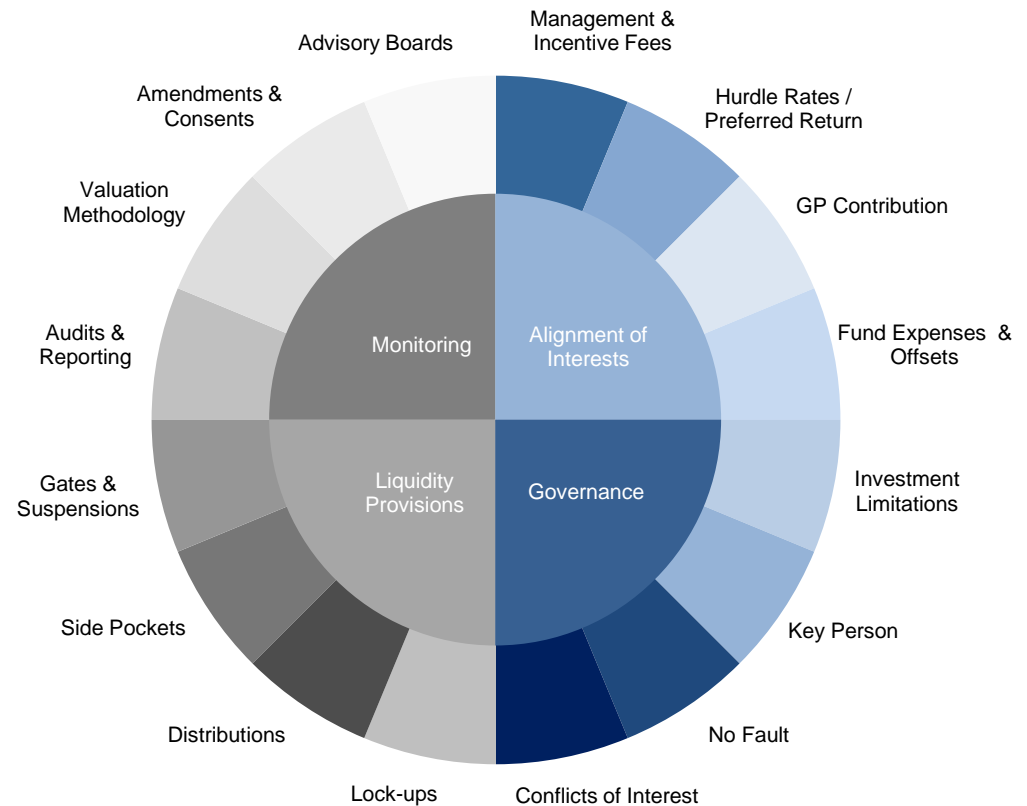 Management &
Incentive Fees
Advisory Boards
Hurdle Rates /
Preferred Return
Amendments &
Consents
Valuation
Methodology
GP Contribution
Audits &
Reporting
Monitoring
Alignment of
Interests
Fund Expenses &
Offsets
Gates &
Suspensions
Liquidity
Provisions
Governance
Investment
Limitations
Side Pockets
Key Person
Distributions
No Fault
Lock-ups
Conflicts of Interest